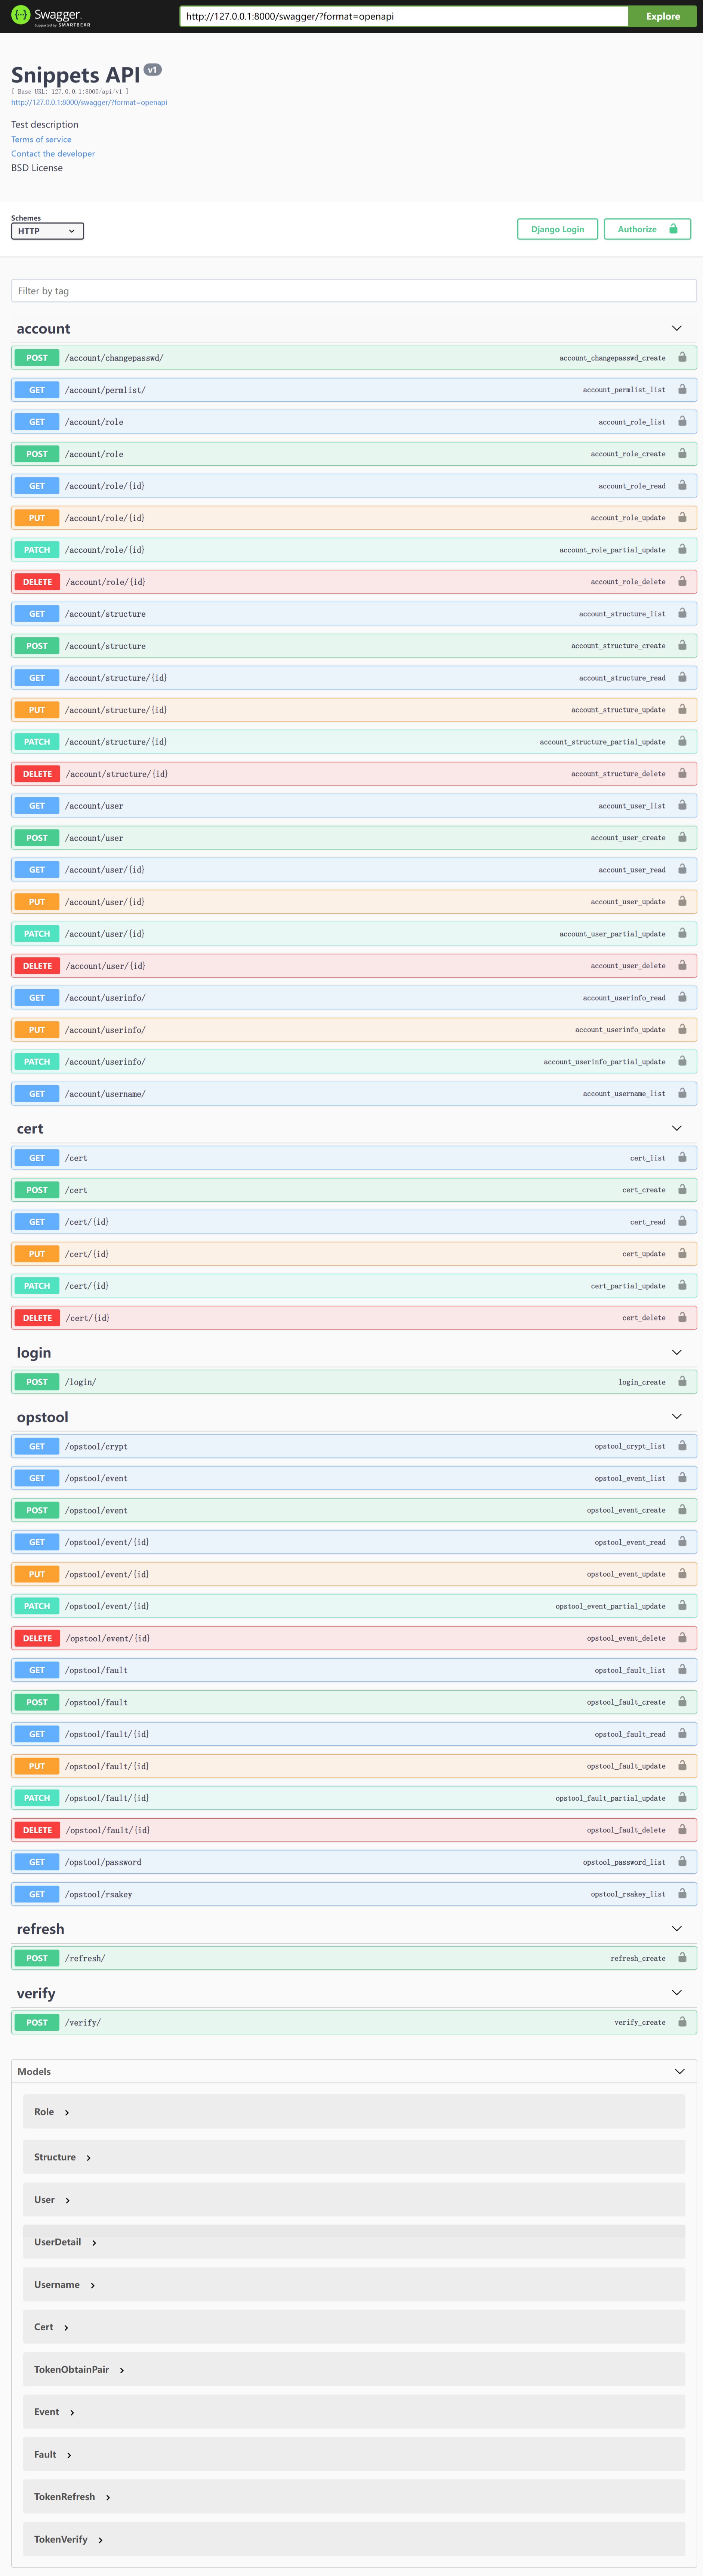 Swagger
Supported by SMARTBEAR
http://127.0.0.1:8000/swagger/?format=openapi
Explore
Snippets API v1
[ Base URL: 127.0.0.1:8000/api/v1 ]
http://127.0.0.1:8000/swagger/?format=openapi
Test description
Terms of service
Contact the developer
BSD License
Schemes
HTTP
Django Login
Authorize
Filter by tag
account
POST /account/changepasswd/ account_changepasswd_create
GET /account/permlist/ account_permlist_list
GET /account/role account_role_list
POST /account/role account_role_create
GET /account/role/{id} account_role_read
PUT /account/role/{id} account_role_update
PATCH /account/role/{id} account_role_partial_update
DELETE /account/role/{id} account_role_delete
GET /account/structure account_structure_list
POST /account/structure account_structure_create
GET /account/structure/{id} account_structure_read
PUT /account/structure/{id} account_structure_update
PATCH /account/structure/{id} account_structure_partial_update
DELETE /account/structure/{id} account_structure_delete
GET /account/user account_user_list
POST /account/user account_user_create
GET /account/user/{id} account_user_read
PUT /account/user/{id} account_user_update
PATCH /account/user/{id} account_user_partial_update
DELETE /account/user/{id} account_user_delete
GET /account/userinfo/ account_userinfo_read
PUT /account/userinfo/ account_userinfo_update
PATCH /account/userinfo/ account_userinfo_partial_update
GET /account/username/ account_username_list
cert
GET /cert cert_list
POST /cert cert_create
GET /cert/{id} cert_read
PUT /cert/{id} cert_update
PATCH /cert/{id} cert_partial_update
DELETE /cert/{id} cert_delete
login
POST /login/ login_create
opstool
GET /opstool/crypt opstool_crypt_list
GET /opstool/event opstool_event_list
POST /opstool/event opstool_event_create
GET /opstool/event/{id} opstool_event_read
PUT /opstool/event/{id} opstool_event_update
PATCH /opstool/event/{id} opstool_event_partial_update
DELETE /opstool/event/{id} opstool_event_delete
GET /opstool/fault opstool_fault_list
POST /opstool/fault opstool_fault_create
GET /opstool/fault/{id} opstool_fault_read
PUT /opstool/fault/{id} opstool_fault_update
PATCH /opstool/fault/{id} opstool_fault_partial_update
DELETE /opstool/fault/{id} opstool_fault_delete
GET /opstool/password opstool_password_list
GET /opstool/rsakey opstool_rsakey_list
refresh
POST /refresh/ refresh_create
verify
POST /verify/ verify_create
Models
Role
Structure
User
UserDetail
Username
Cert
TokenObtainPair
Event
Fault
TokenRefresh
TokenVerify